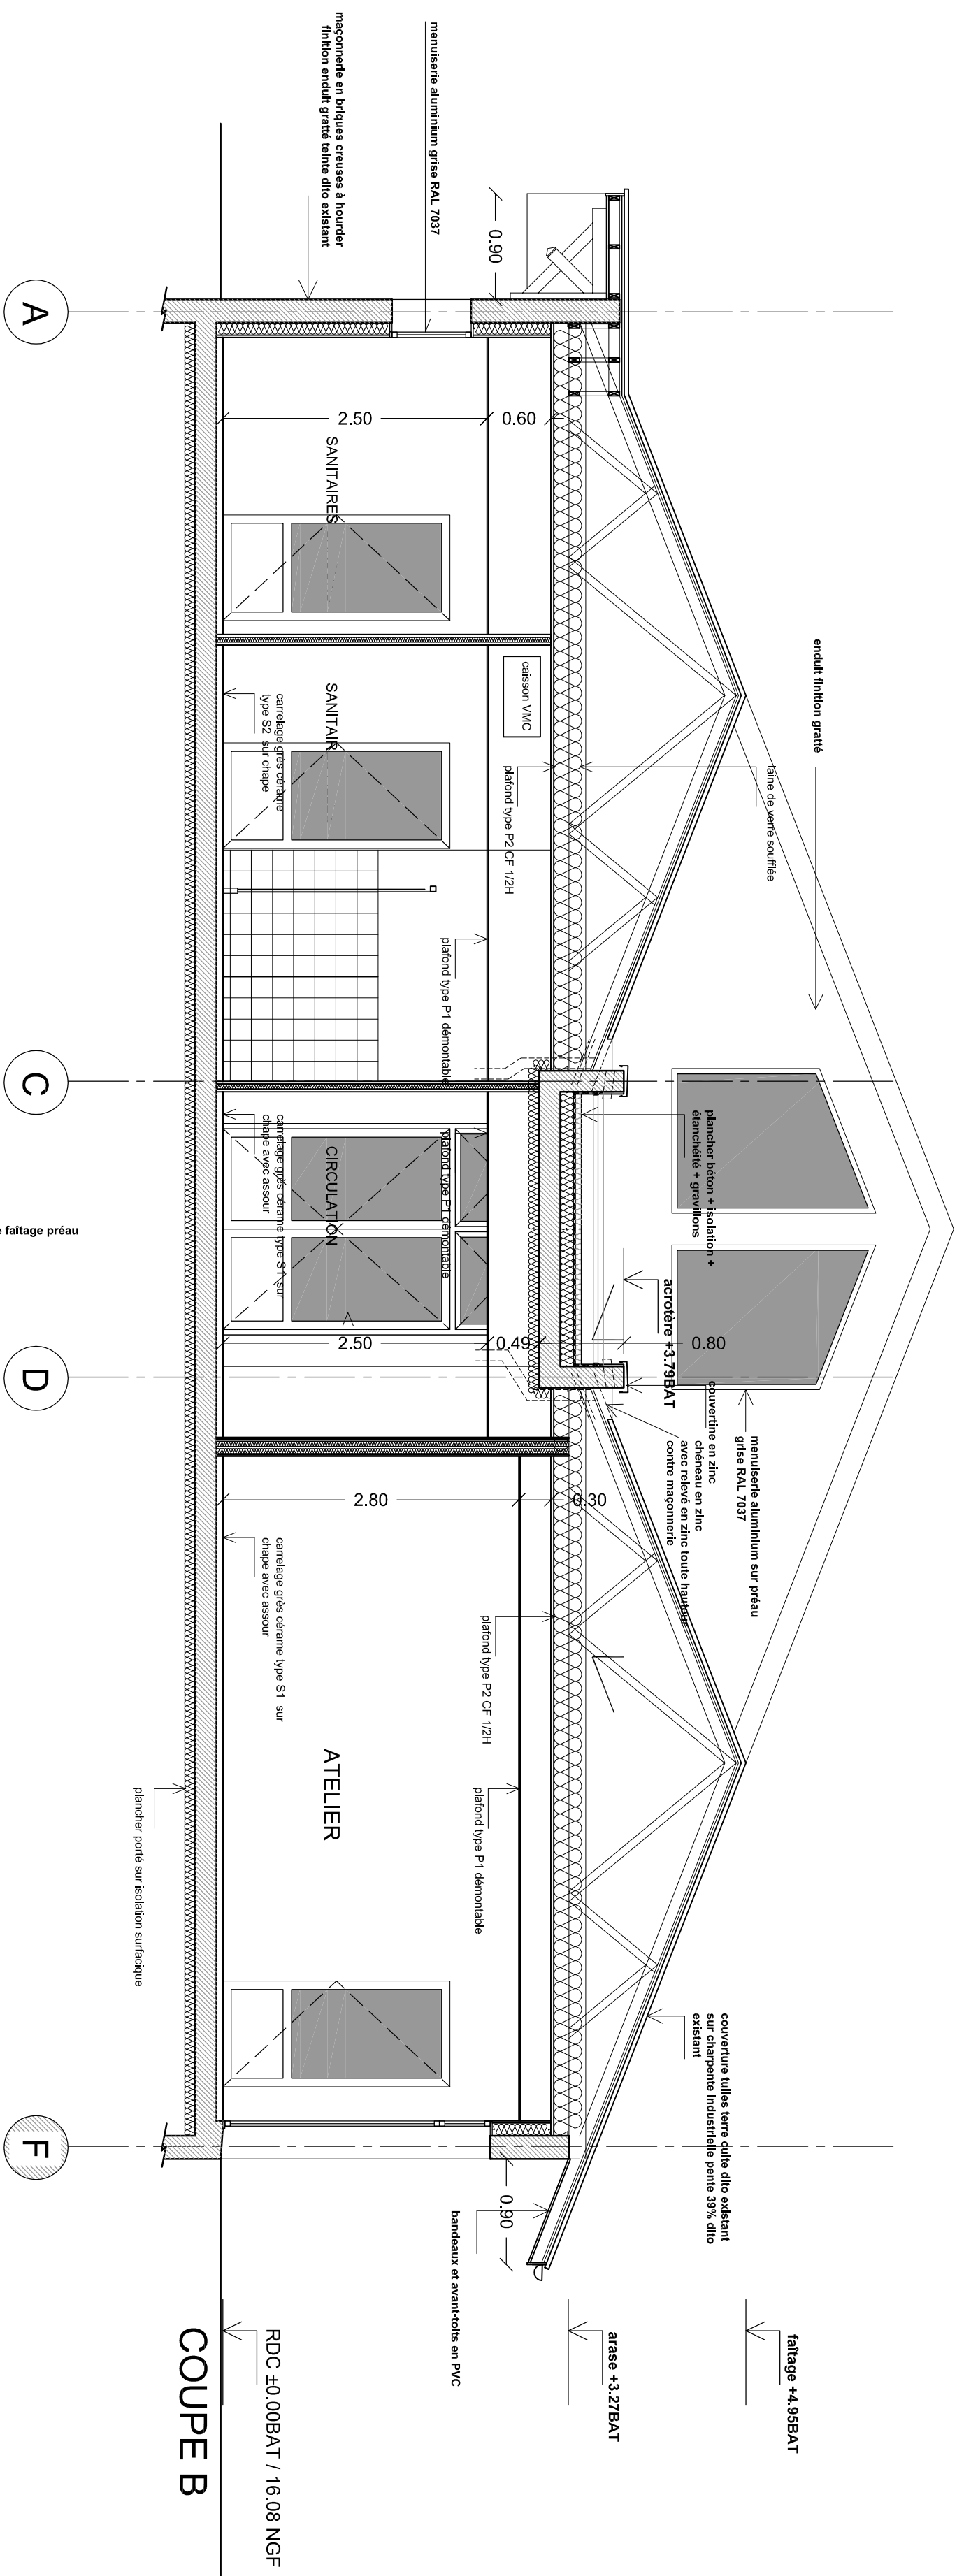 maçonnerie en briques creuses à hourder
finition enduit gratté teinte dito existant
menuiserie aluminium grise RAL 7037
0.90
A
2.50
0.60
SANITAIRES
enduit finition gratté
caisson VMC
SANITAIR
carrelage grès cérame
type S2 sur chape
laine de verre soufflée
plafond type P2 CF 1/2H
plafond type P1 démontable
C
plancher béton + isolation +
étanchéité + gravillons
plafond type P1 démontable
CIRCULATION
carrelage grès cérame type S1 sur
chape avec assour
e faîtage préau
acrotère +3.79BAT
2.50
0.49
0.80
D
couvertine en zinc
chéneau en zinc
avec relevé en zinc toute hauteur
contre maçonnerie
menuiserie aluminium sur préau
grise RAL 7037
2.80
0.30
carrelage grès cérame type S1 sur
chape avec assour
plafond type P2 CF 1/2H
ATELIER
plafond type P1 démontable
plancher porté sur isolation surfacique
couverture tuiles terre cuite dito existant
sur charpente industrielle pente 39% dito
existant
F
0.90
bandeaux et avant-toits en PVC
faîtage +4.95BAT
arase +3.27BAT
RDC ±0.00BAT / 16.08 NGF
COUPE B